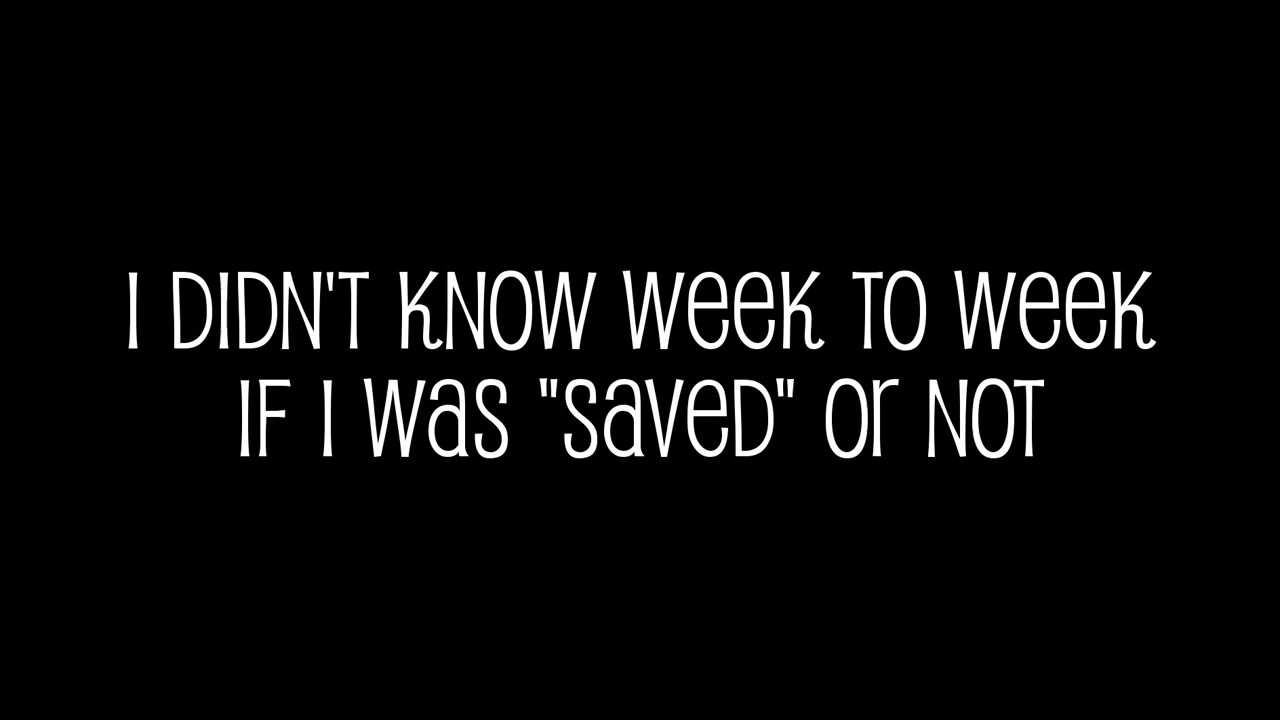 I DIDN'T KNOW WEEK TO WEEK
IF I WAS "SAVED" OR NOT